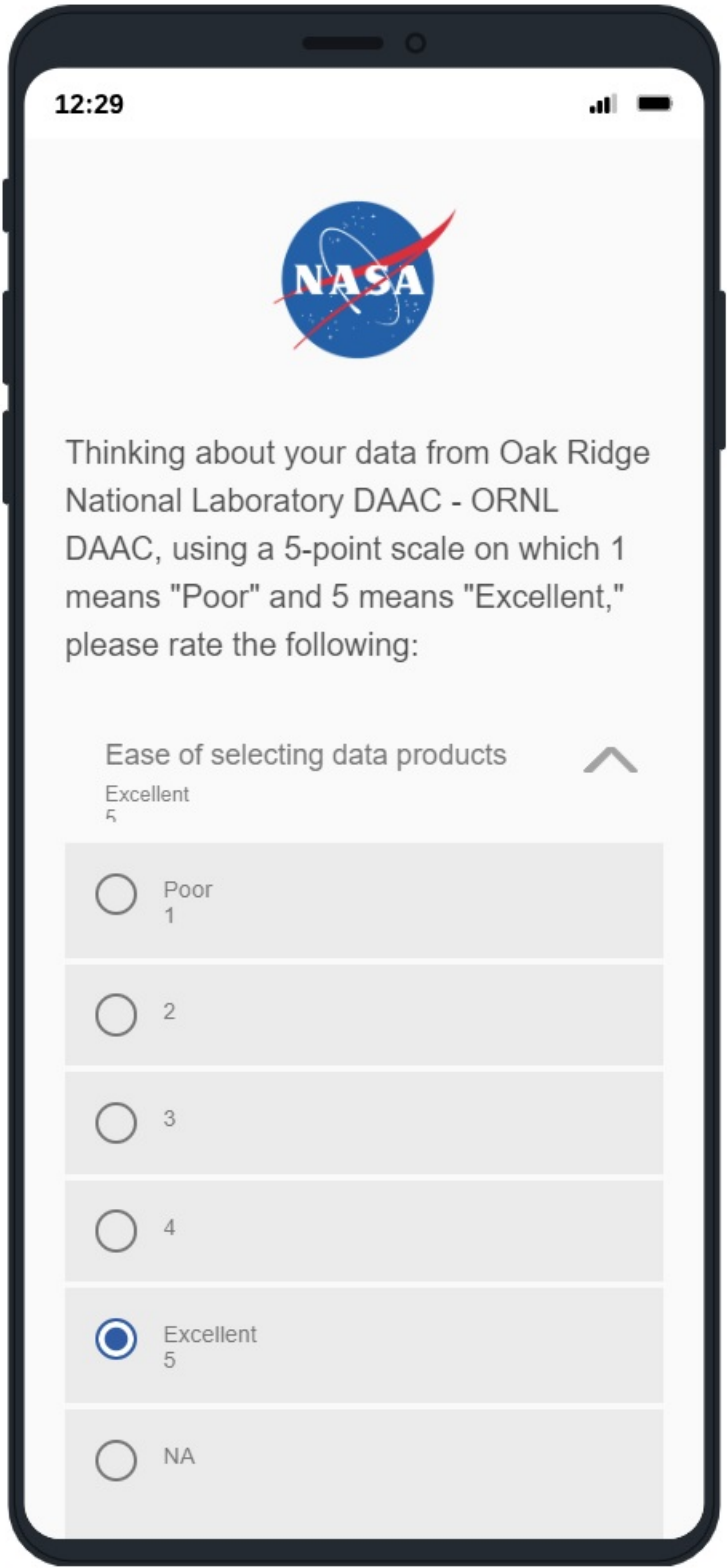 12:29
NASA
Thinking about your data from Oak Ridge
National Laboratory DAAC - ORNL
DAAC, using a 5-point scale on which 1
means "Poor" and 5 means "Excellent,"
please rate the following:
Ease of selecting data products
Excellent
5
Poor
1
2
3
4
Excellent
5
NA